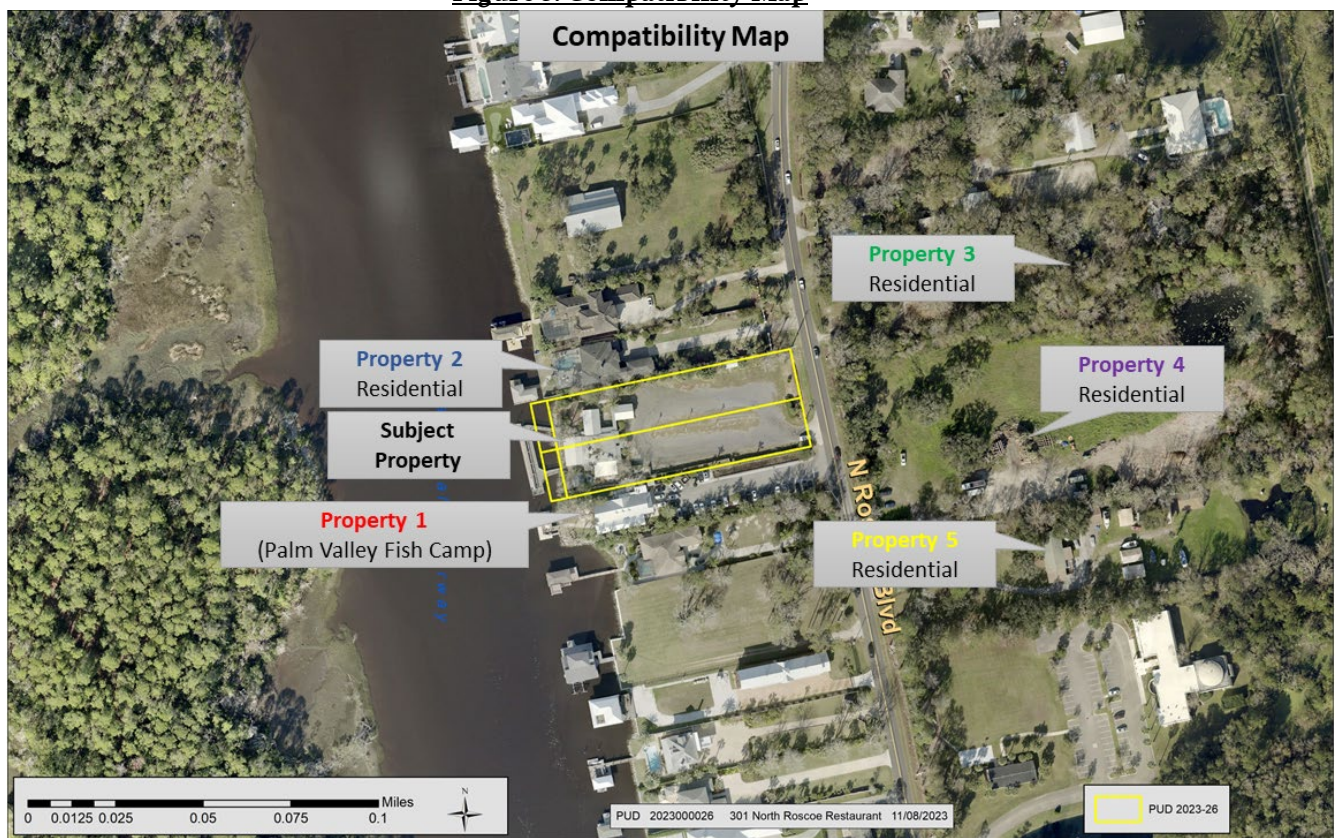 Compatibility Map
Property 3
Residential
Property 2
Residential
Property 4
Residential
Subject
Property
Property 1
(Palm Valley Fish Camp)
Property 5
Residential
N Ro
Blvd
Miles
0 0.0125 0.025 0.05 0.075 0.1
N
PUD 2023000026 301 North Roscoe Restaurant 11/08/2023
PUD 2023-26